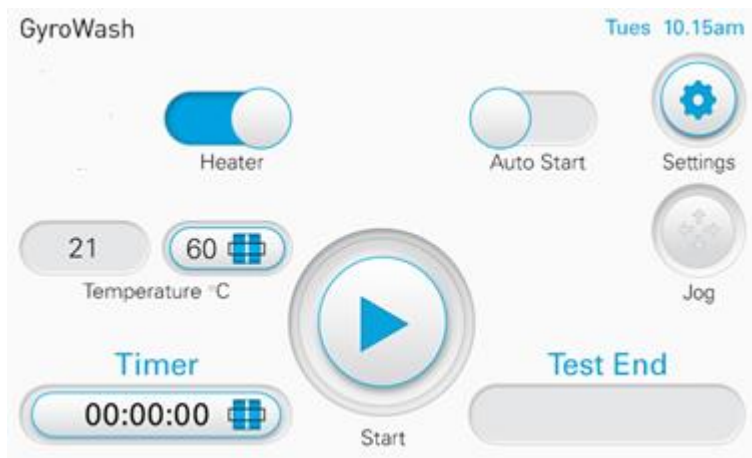 GyroWash
Tues 10.15am
Heater
Auto Start
Settings
21
60
Temperature °C
Jog
Timer
Test End
00:00:00
Start